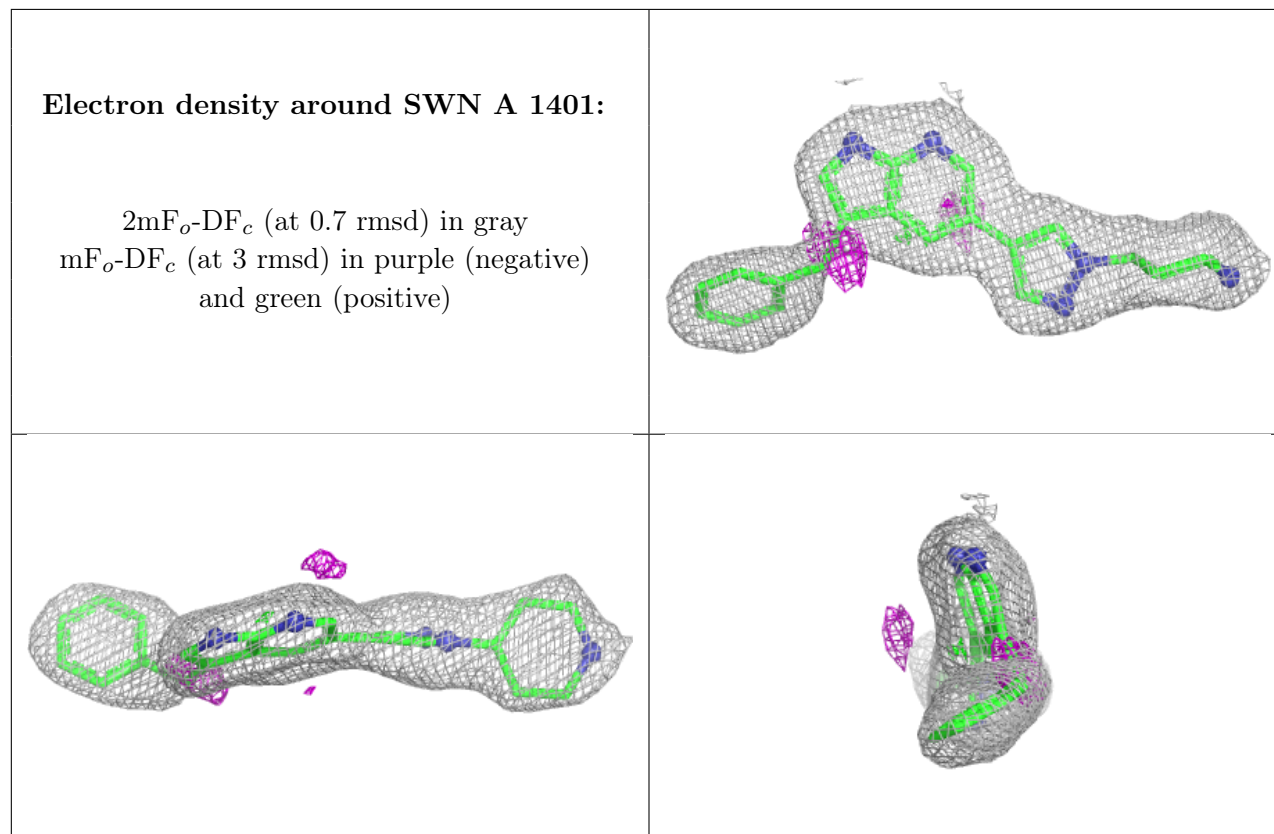 Electron density around SWN A 1401:
2mFo-DFc (at 0.7 rmsd) in gray
mFo-DFc (at 3 rmsd) in purple (negative)
and green (positive)